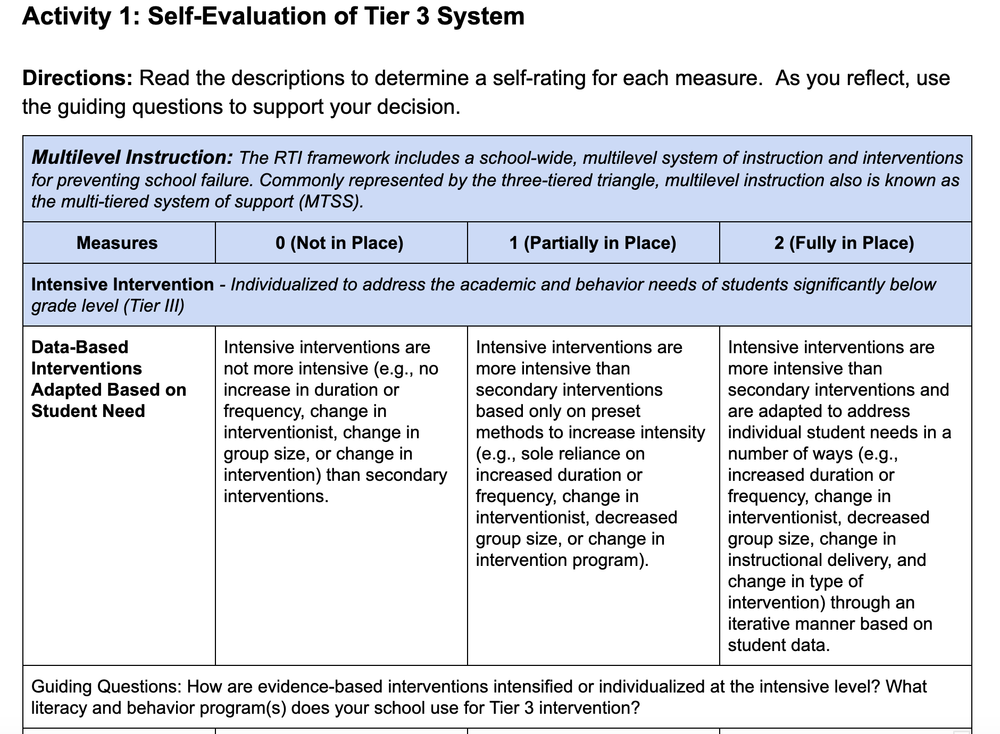 Activity 1: Self-Evaluation of Tier 3 System
Directions: Read the descriptions to determine a self-rating for each measure.  As you reflect, use
the guiding questions to support your decision.
Multilevel Instruction: The RTI framework includes a school-wide, multilevel system of instruction and interventions
for preventing school failure. Commonly represented by the three-tiered triangle, multilevel instruction also is known as
the multi-tiered system of support (MTSS).
Measures
0 (Not in Place)
1 (Partially in Place)
2 (Fully in Place)
Intensive Intervention - Individualized to address the academic and behavior needs of students significantly below
grade level (Tier III)
Data-Based
Interventions
Adapted Based on
Student Need
Intensive interventions are
not more intensive (e.g., no
increase in duration or
frequency, change in
interventionist, change in
group size, or change in
intervention) than secondary
interventions.
Intensive interventions are
more intensive than
secondary interventions
based only on preset
methods to increase intensity
(e.g., sole reliance on
increased duration or
frequency, change in
interventionist, decreased
group size, or change in
intervention program).
Intensive interventions are
more intensive than
secondary interventions and
are adapted to address
individual student needs in a
number of ways (e.g.,
increased duration or
frequency, change in
interventionist, decreased
group size, change in
instructional delivery, and
change in type of
intervention) through an
iterative manner based on
student data.
Guiding Questions: How are evidence-based interventions intensified or individualized at the intensive level? What
literacy and behavior program(s) does your school use for Tier 3 intervention?